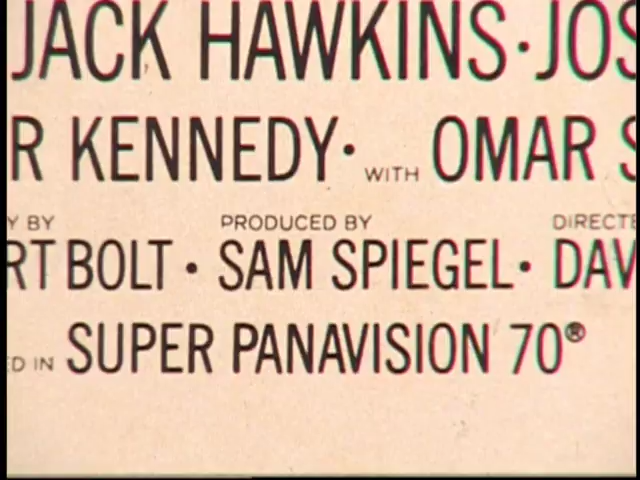 JACK HAWKINS · JOS
R KENNEDY · WITH OMAR S
Y BY PRODUCED BY DIRECTE
RT BOLT · SAM SPIEGEL · DAV
ED IN SUPER PANAVISION 70®